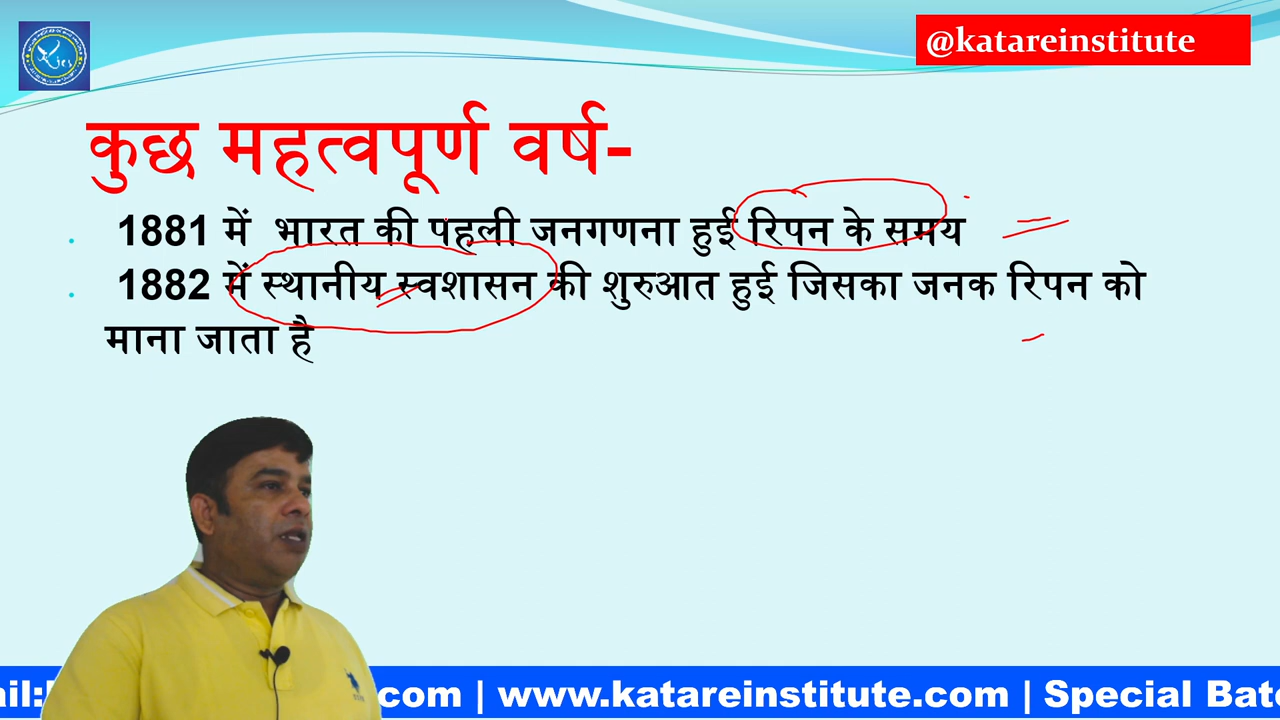 @katareinstitute
कुछ महत्वपूर्ण वर्ष-
1881 में भारत की पहली जनगणना हुई रिपन के समय
1882 में स्थानीय स्वशासन की शुरुआत हुई जिसका जनक रिपन को
माना जाता है
ail: .com | www.katareinstitute.com | Special Bat